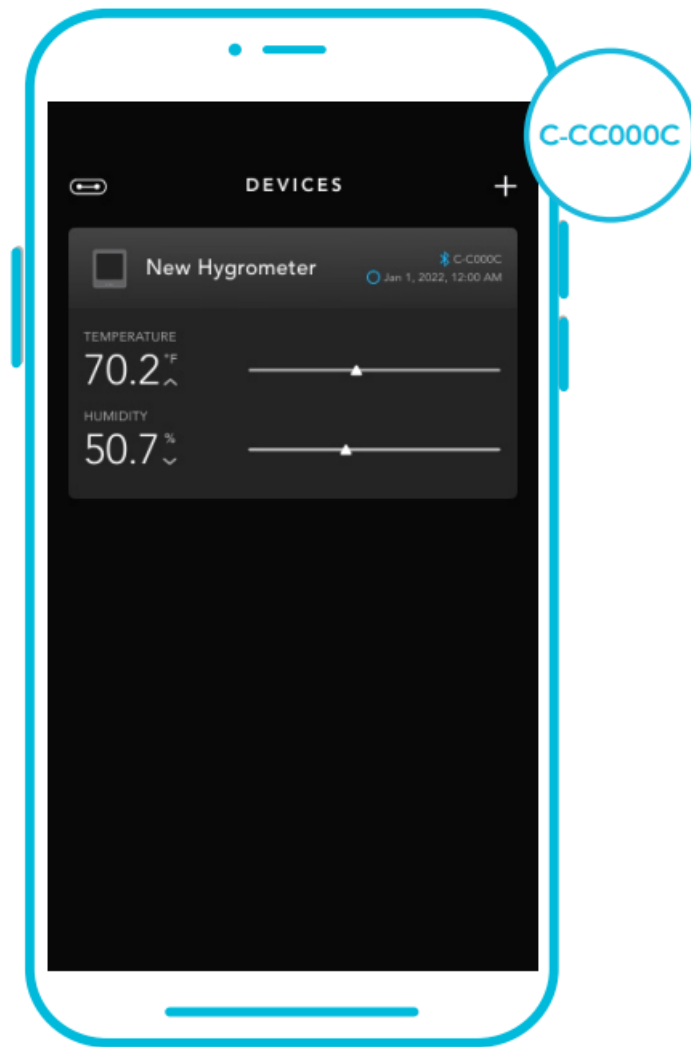 C-CC000C
DEVICES +
New Hygrometer
C-C000C
Jan 1, 2022, 12:00 AM
TEMPERATURE
70.2 °F
HUMIDITY
50.7 %